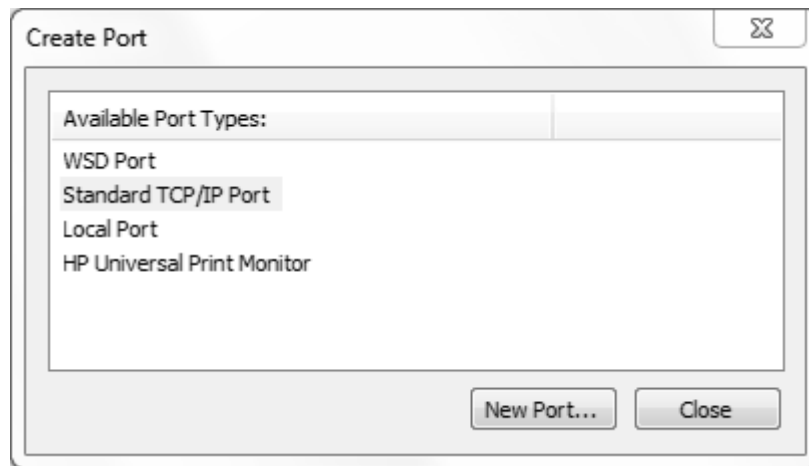 Create Port
Available Port Types:
WSD Port
Standard TCP/IP Port
Local Port
HP Universal Print Monitor
New Port...
Close